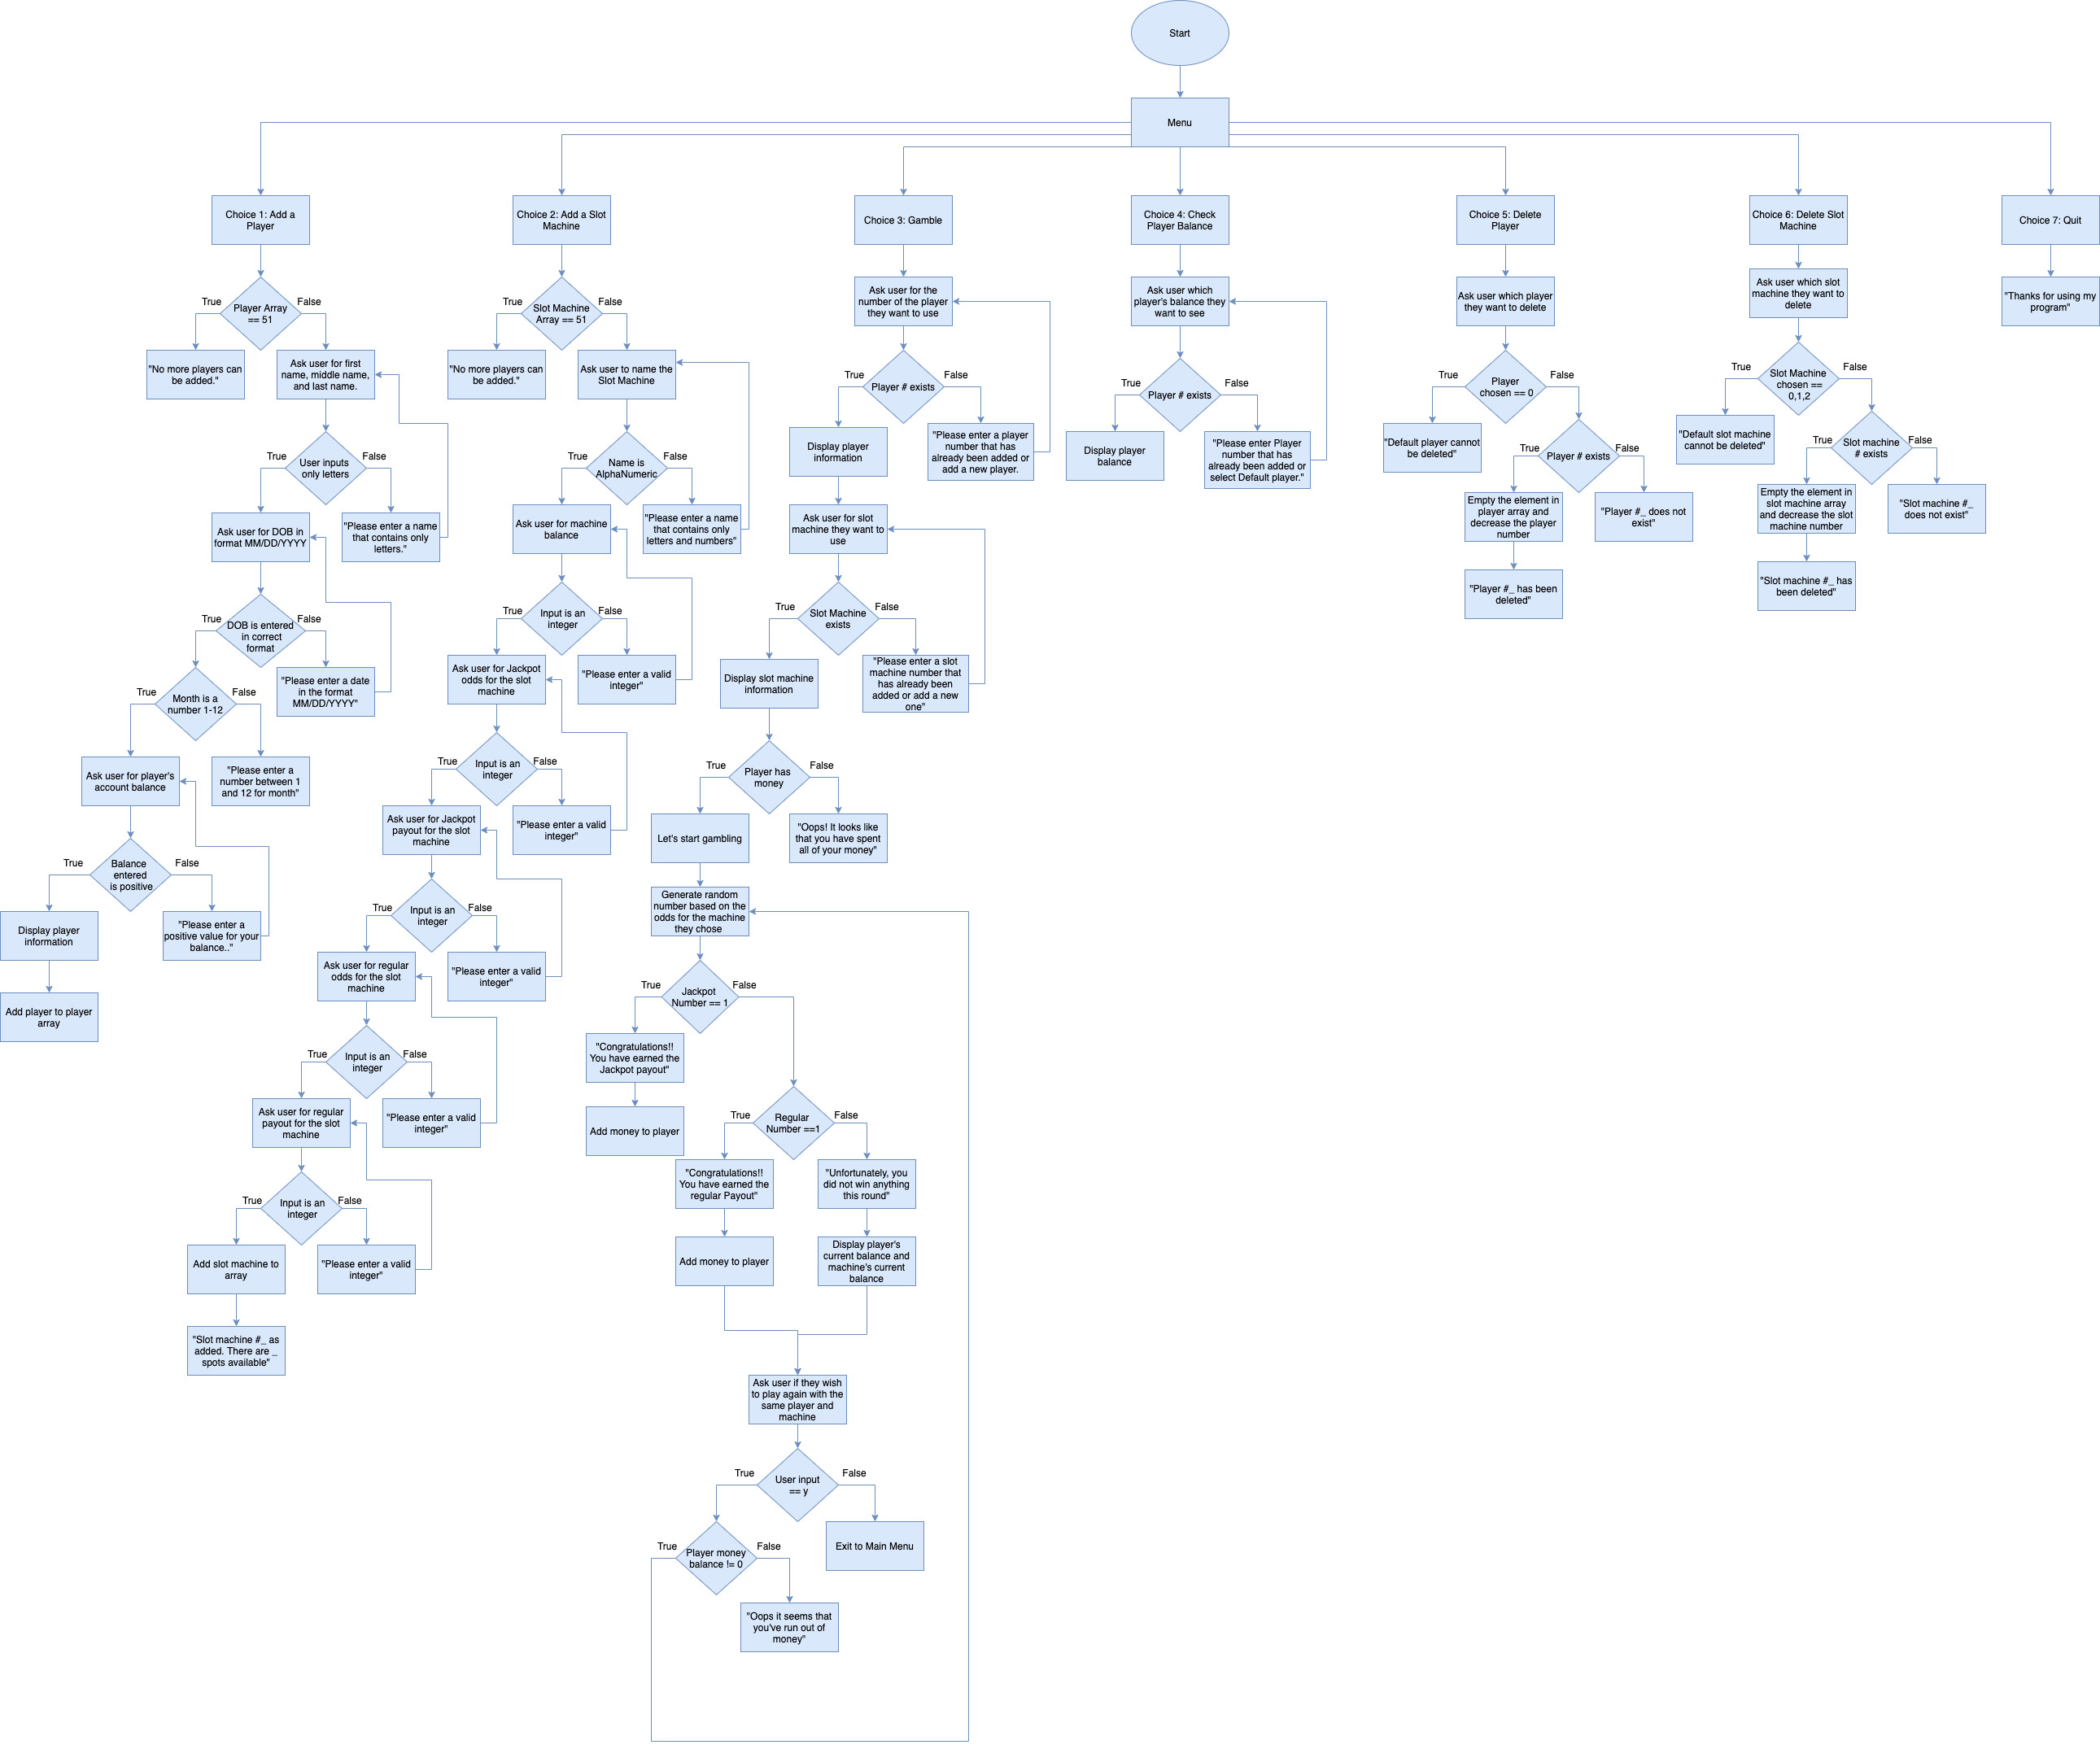 Start
Menu
Choice 1: Add a
Player
Player Array
== 51
True
False
"No more players can
be added."
Ask user for first
name, middle name,
and last name.
User inputs
only letters
True
False
Ask user for DOB in
format MM/DD/YYYY
"Please enter a name
that contains only
letters."
DOB is entered
in correct
format
True
False
Month is a
number 1-12
True
False
"Please enter a date
in the format
MM/DD/YYYY"
Ask user for player's
account balance
"Please enter a
number between 1
and 12 for month"
Balance
entered
is positive
True
False
Display player
information
"Please enter a
positive value for your
balance.."
Add player to player
array
Choice 2: Add a Slot
Machine
Slot Machine
Array == 51
True
False
"No more players can
be added."
Ask user to name the
Slot Machine
Name is
AlphaNumeric
True
False
Ask user for machine
balance
"Please enter a name
that contains only
letters and numbers"
Input is an
integer
True
False
Ask user for Jackpot
odds for the slot
machine
"Please enter a valid
integer"
Input is an
integer
True
False
Ask user for Jackpot
payout for the slot
machine
"Please enter a valid
integer"
Input is an
integer
True
False
Ask user for regular
odds for the slot
machine
"Please enter a valid
integer"
Input is an
integer
True
False
Ask user for regular
payout for the slot
machine
"Please enter a valid
integer"
Input is an
integer
True
False
Add slot machine to
array
"Please enter a valid
integer"
"Slot machine #_ as
added. There are _
spots available"
Choice 3: Gamble
Ask user for the
number of the player
they want to use
Player # exists
True
False
Display player
information
"Please enter a player
number that has
already been added or
add a new player.
Ask user for slot
machine they want to
use
Slot Machine
exists
True
False
Display slot machine
information
"Please enter a slot
machine number that
has already been
added or add a new
one"
Player has
money
True
False
Let's start gambling
"Oops! It looks like
that you have spent
all of your money"
Generate random
number based on the
odds for the machine
they chose
Jackpot
Number == 1
True
False
"Congratulations!!
You have earned the
Jackpot payout"
Add money to player
Regular
Number ==1
True
False
"Congratulations!!
You have earned the
regular Payout"
"Unfortunately, you
did not win anything
this round"
Add money to player
Display player's
current balance and
machine's current
balance
Ask user if they wish
to play again with the
same player and
machine
User input
== y
True
False
Player money
balance != 0
True
False
Exit to Main Menu
"Oops it seems that
you've run out of
money"
Choice 4: Check
Player Balance
Ask user which
player's balance they
want to see
Player # exists
True
False
Display player
balance
"Please enter Player
number that has
already been added or
select Default player."
Choice 5: Delete
Player
Ask user which player
they want to delete
Player
chosen == 0
True
False
"Default player cannot
be deleted"
Player # exists
True
False
Empty the element in
player array and
decrease the player
number
"Player #_ does not
exist"
"Player #_ has been
deleted"
Choice 6: Delete Slot
Machine
Ask user which slot
machine they want to
delete
Slot Machine
chosen ==
0,1,2
True
False
"Default slot machine
cannot be deleted"
Slot machine
# exists
True
False
Empty the element in
slot machine array
and decrease the slot
machine number
"Slot machine #_
does not exist"
"Slot machine #_ has
been deleted"
Choice 7: Quit
"Thanks for using my
program"